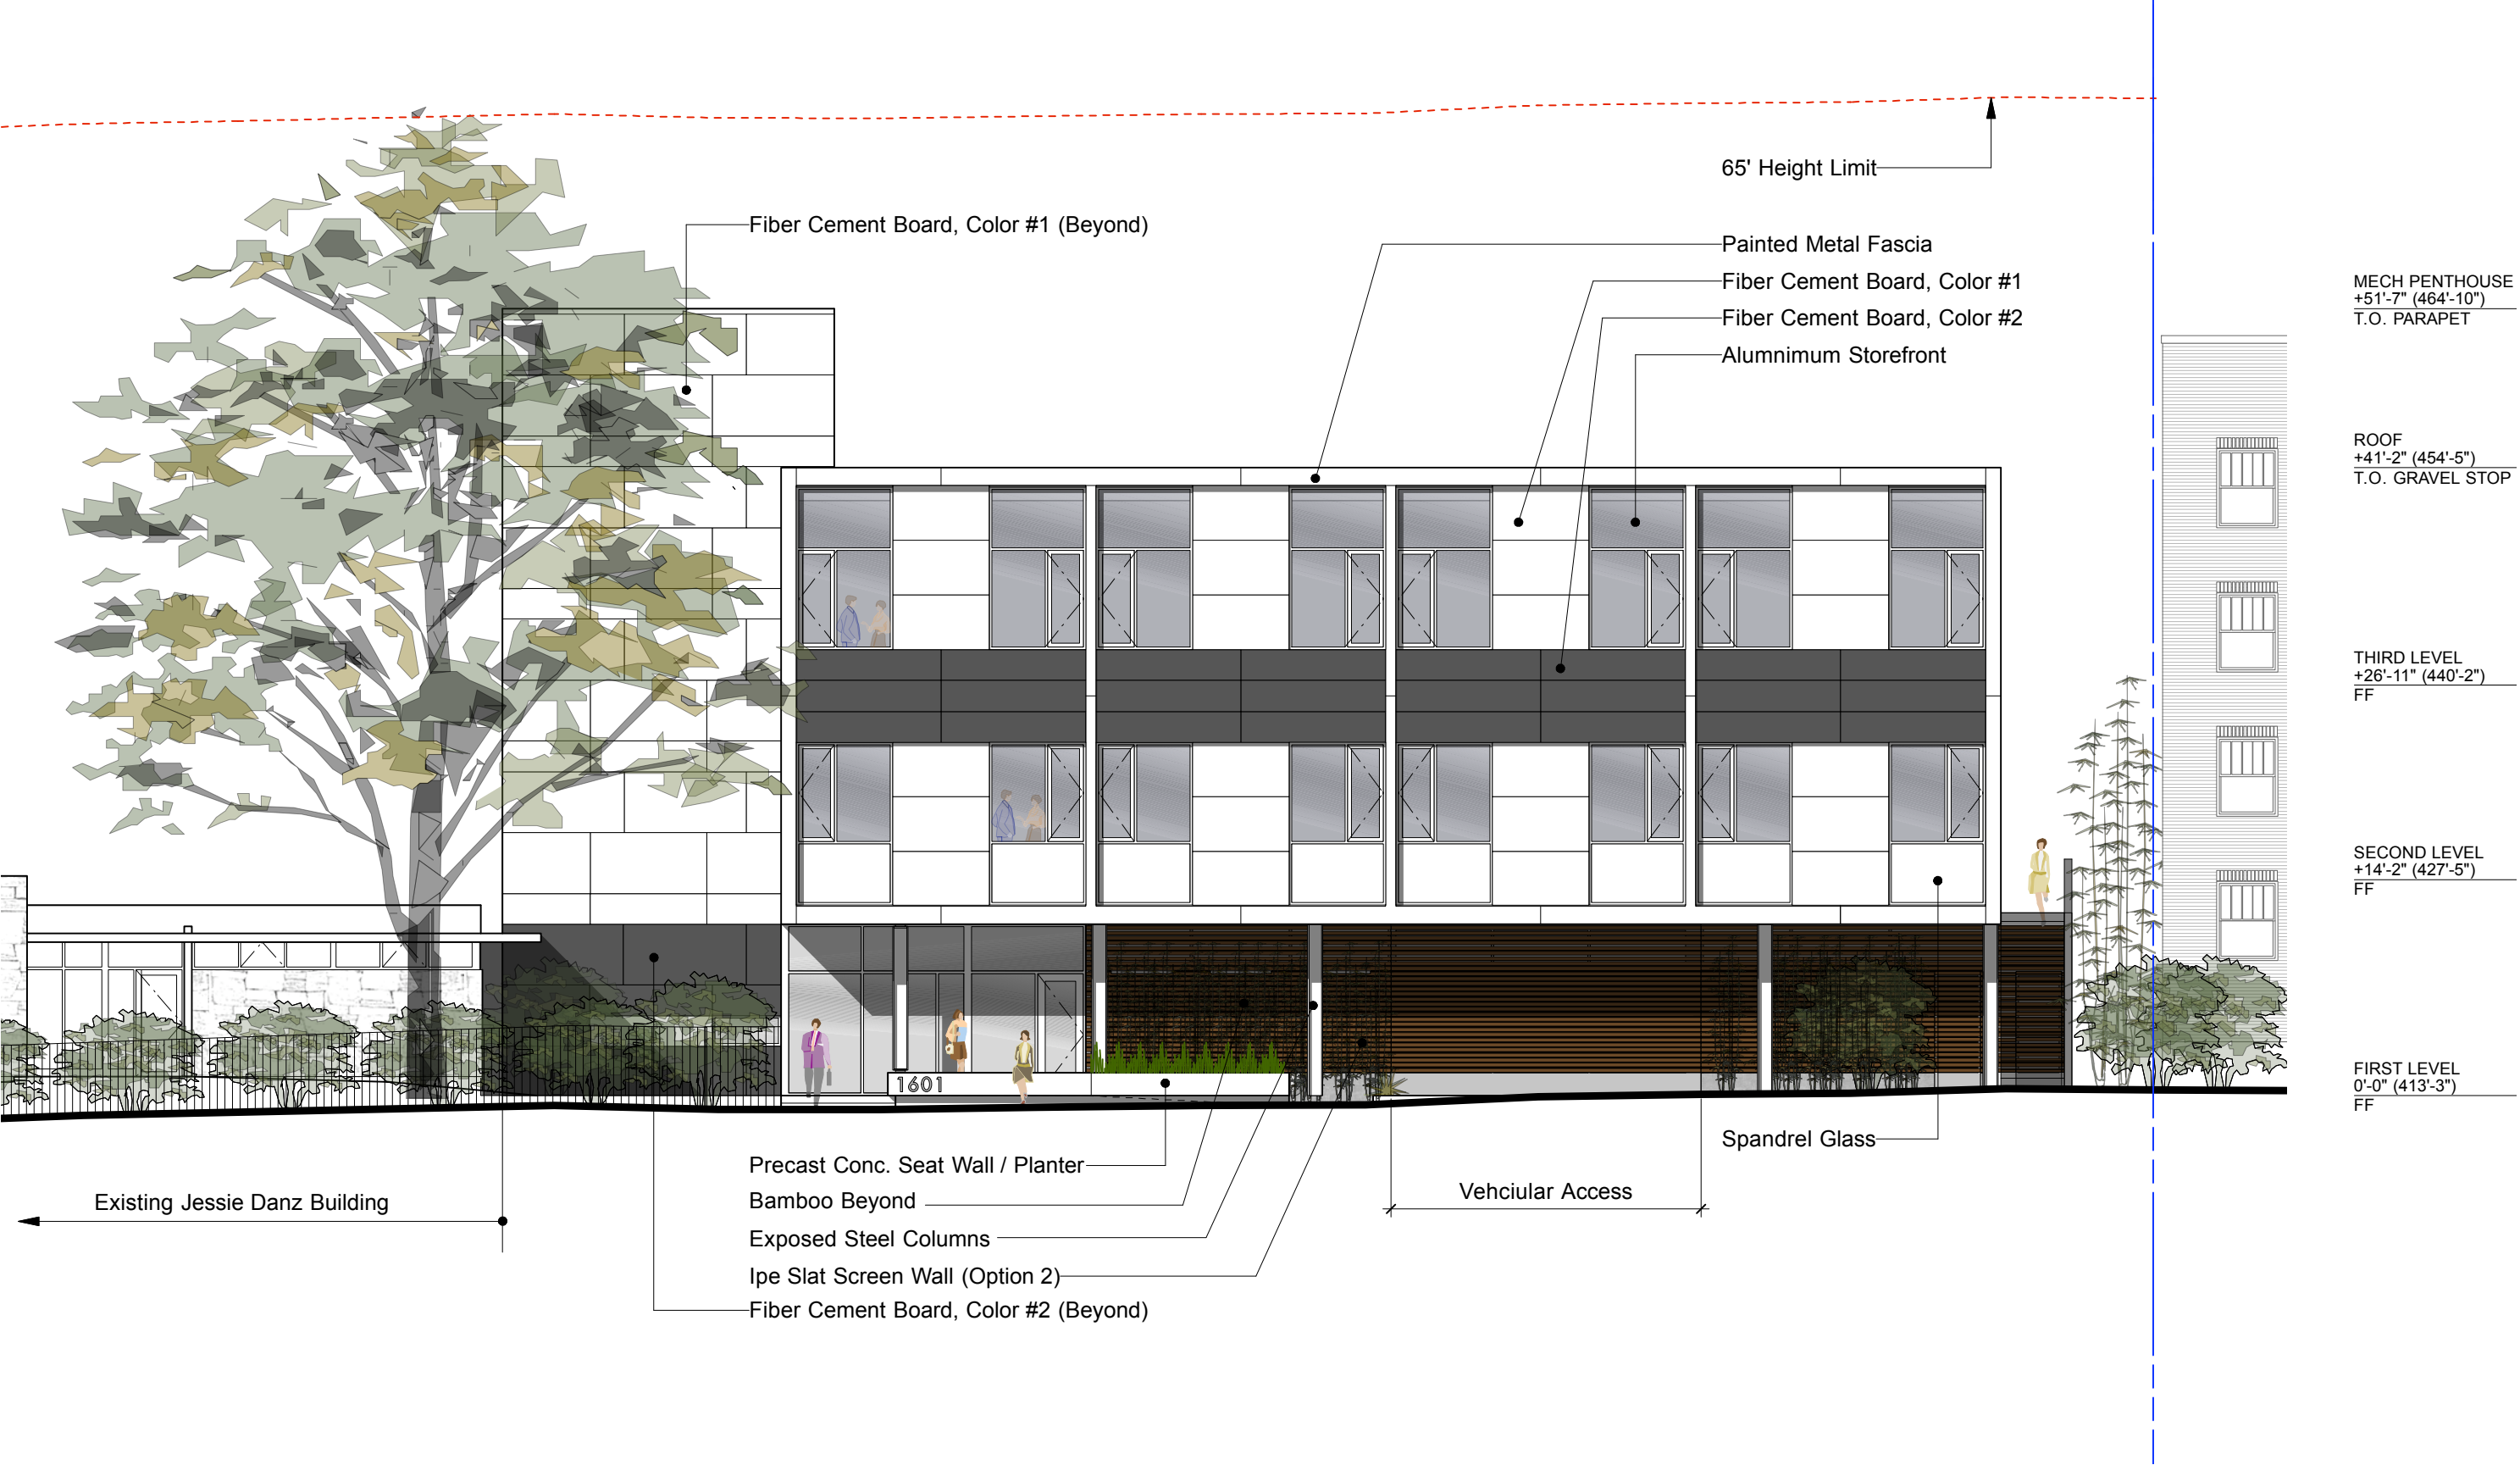 65' Height Limit
Fiber Cement Board, Color #1 (Beyond)
Painted Metal Fascia
Fiber Cement Board, Color #1
Fiber Cement Board, Color #2
Alumnimum Storefront
MECH PENTHOUSE
+51'-7" (464'-10")
T.O. PARAPET
ROOF
+41'-2" (454'-5")
T.O. GRAVEL STOP
THIRD LEVEL
+26'-11" (440'-2")
FF
SECOND LEVEL
+14'-2" (427'-5")
FF
FIRST LEVEL
0'-0" (413'-3")
FF
1601
Spandrel Glass
Precast Conc. Seat Wall / Planter
Bamboo Beyond
Exposed Steel Columns
Ipe Slat Screen Wall (Option 2)
Fiber Cement Board, Color #2 (Beyond)
Existing Jessie Danz Building
Vehciular Access